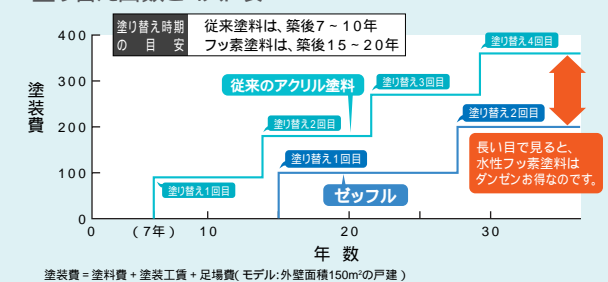 塗り替え時期の目安
従来塗料は、築後7~10年
フッ素塗料は、築後15~20年
塗装費
400
300
200
100
0
塗り替え4回目
塗り替え3回目
従来のアクリル塗料
塗り替え2回目
塗り替え2回目
塗り替え1回目
塗り替え1回目
ゼッフル
長い目で見ると、
水性フッ素塗料は
ダンゼンお得なのです。
0 (7年) 10 20 30
年数
塗装費=塗料費+塗装工賃+足場費(モデル:外壁面積150m²の戸建)